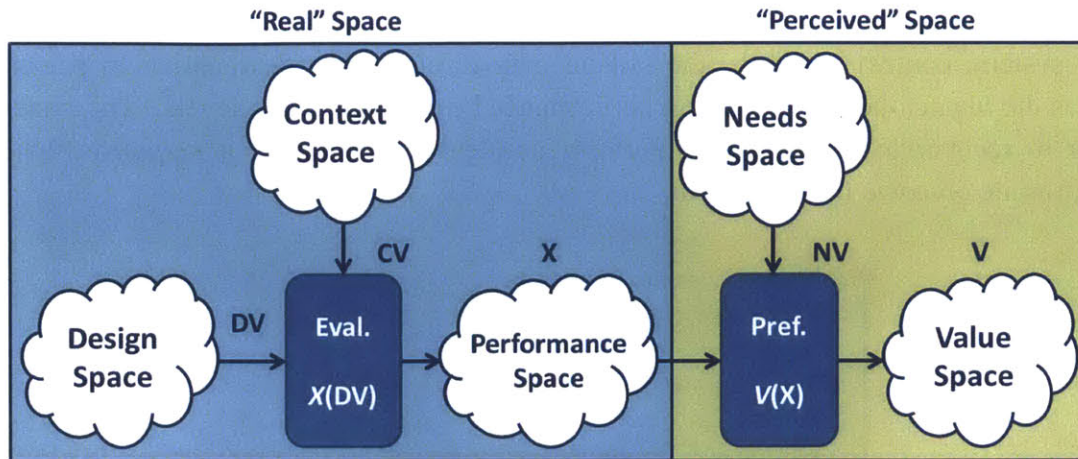 “Real” Space
“Perceived” Space
Context
Space
Needs
Space
CV
X
NV
V
Design
Space
DV
Eval.
X(DV)
Performance
Space
Pref.
V(X)
Value
Space